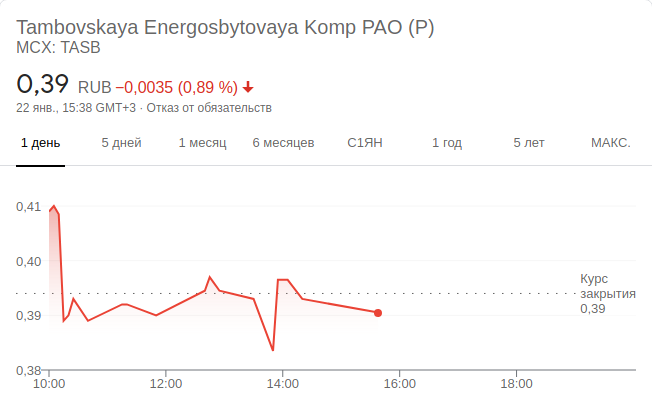 Tambovskaya Energosbytovaya Komp PAO (P)
MCX: TASB
0,39 RUB −0,0035 (0,89 %)
22 янв., 15:38 GMT+3 · Отказ от обязательств
1 день 5 дней 1 месяц 6 месяцев С1ЯН 1 год 5 лет МАКС.
0,41
0,40
0,39
0,38
Курс
закрытия
0,39
10:00 12:00 14:00 16:00 18:00